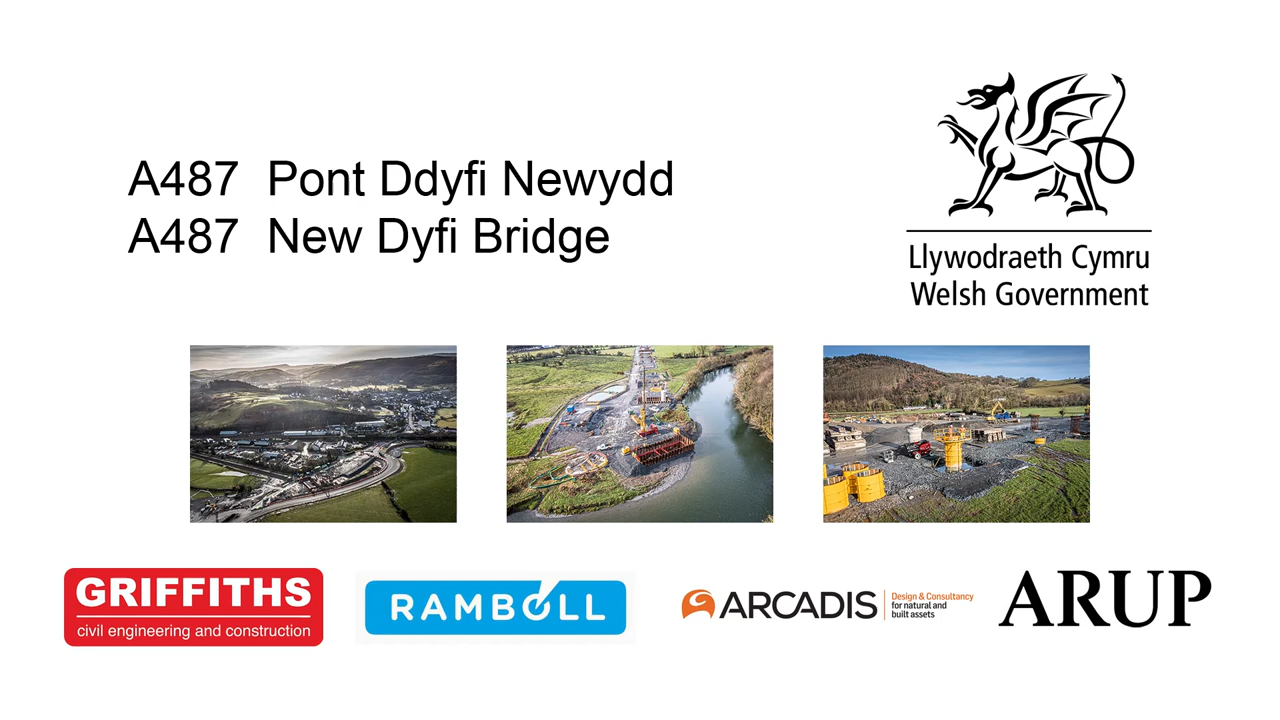 A487 Pont Ddyfi Newydd
A487 New Dyfi Bridge
Llywodraeth Cymru
Welsh Government
GRIFFITHS
civil engineering and construction
RAMBOLL
ARCADIS
Design & Consultancy
for natural and
built assets
ARUP